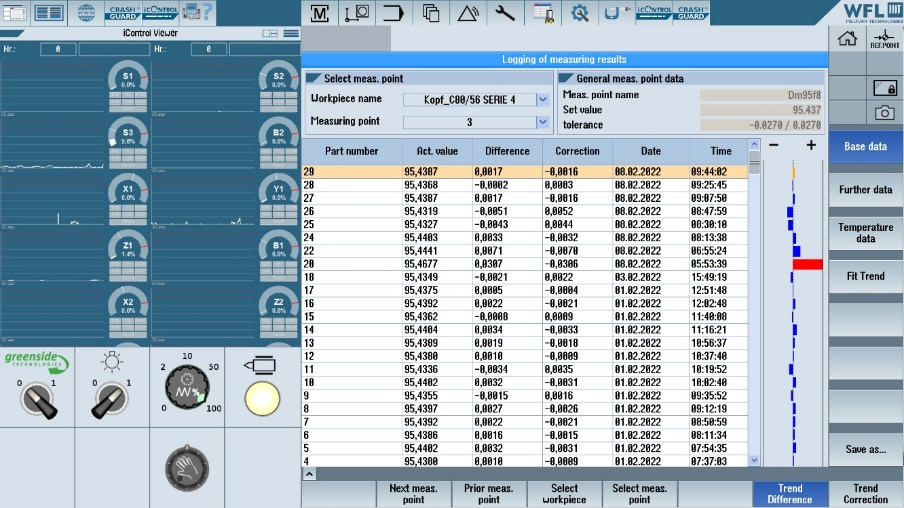 CRASH GUARD iCONTROL CRASH GUARD
iCONTROL CRASH GUARD
WFL
MILLTURN TECHNOLOGIES
iControl Viewer
Nr.: 0 Nr.: 0
REF.POINT
S1 0.0%
S2 0.0%
S3 9.0%
B2 0.0%
X1 0.0%
Y1 0.0%
Z1 1.4%
B1 0.0%
X2 0.0%
Z2 0.0%
greenside
TECHNOLOGIES
0 1
0 1
2 10 50
0 % 100
Logging of measuring results
Select meas. point
Workpiece name Kopf_C00/56 SERIE 4
Measuring point 3
General meas. point data
Meas. point name Dm95f8
Set value 95.437
tolerance -0.0270 / 0.0270
Part number Act. value Difference Correction Date Time - +
29 95,4387 0,0017 -0,0016 08.02.2022 09:44:02
28 95,4368 -0,0002 0,0003 08.02.2022 09:25:45
27 95,4387 0,0017 -0,0016 08.02.2022 09:07:50
26 95,4319 -0,0051 0,0052 08.02.2022 08:47:59
25 95,4327 -0,0043 0,0044 08.02.2022 08:30:10
24 95,4403 0,0033 -0,0032 08.02.2022 08:13:38
22 95,4441 0,0071 -0,0070 08.02.2022 06:55:24
20 95,4677 0,0307 -0,0306 08.02.2022 05:53:39
18 95,4349 -0,0021 0,0022 03.02.2022 15:49:19
17 95,4375 0,0005 -0,0004 01.02.2022 12:51:48
16 95,4392 0,0022 -0,0021 01.02.2022 12:02:48
15 95,4362 -0,0008 0,0009 01.02.2022 11:40:08
14 95,4404 0,0034 -0,0033 01.02.2022 11:16:21
13 95,4389 0,0019 -0,0018 01.02.2022 10:56:37
12 95,4380 0,0010 -0,0009 01.02.2022 10:37:40
11 95,4336 -0,0034 0,0035 01.02.2022 10:19:52
10 95,4402 0,0032 -0,0031 01.02.2022 10:02:40
9 95,4355 -0,0015 0,0016 01.02.2022 09:35:52
8 95,4397 0,0027 -0,0026 01.02.2022 09:12:19
7 95,4392 0,0022 -0,0021 01.02.2022 08:50:59
6 95,4386 0,0016 -0,0015 01.02.2022 08:11:34
5 95,4402 0,0032 -0,0031 01.02.2022 07:54:35
4 95,4380 0,0010 -0,0009 01.02.2022 07:37:03
Base data
Further data
Temperature
data
Fit Trend
Save as...
Next meas.
point
Prior meas.
point
Select
workpiece
Select meas.
point
Trend
Difference
Trend
Correction